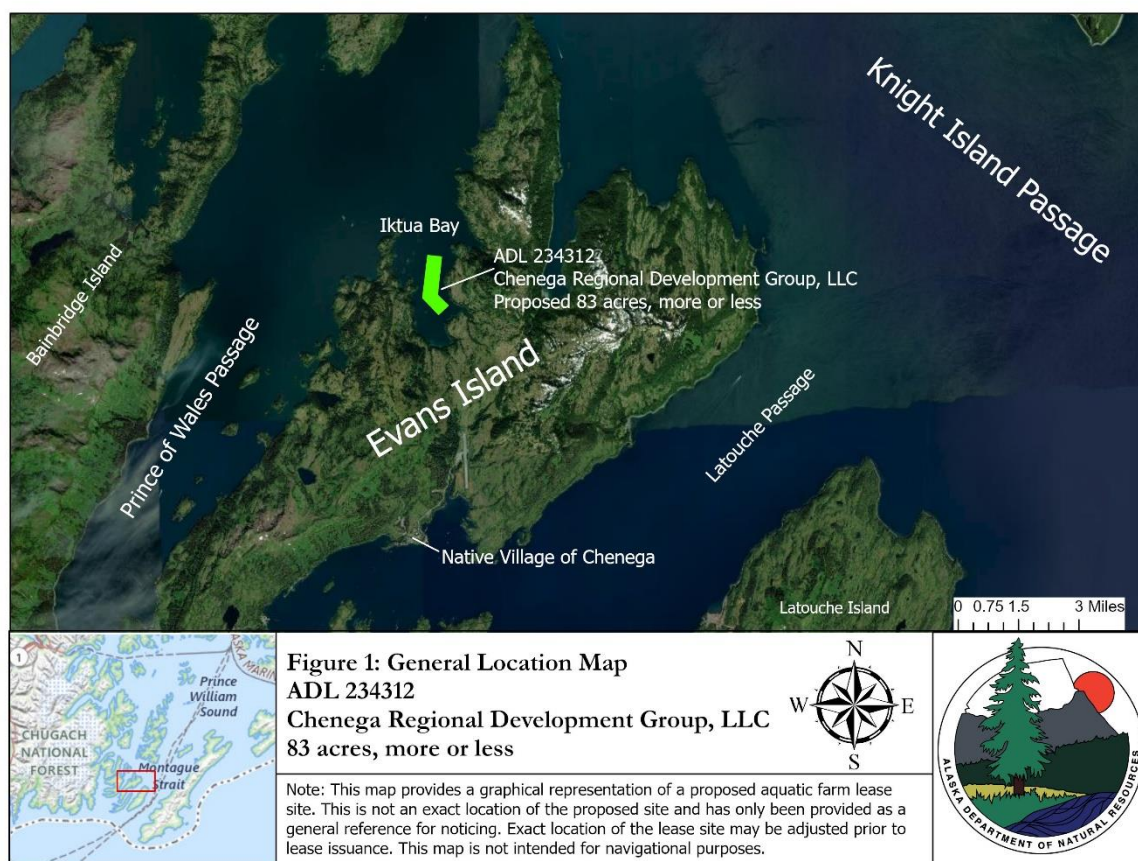 Knight Island Passage
Iktua Bay
ADL 234312
Chenega Regional Development Group, LLC
Proposed 83 acres, more or less
Bainbridge Island
Prince of Wales Passage
Evans Island
Latouche Passage
Native Village of Chenega
Latouche Island
0 0.75 1.5 3 Miles
1
ASKA MARIN
Prince
William
Sound
CHUGACH
NATIONAL
FOREST
Montague
Strait
Figure 1: General Location Map
ADL 234312
Chenega Regional Development Group, LLC
83 acres, more or less
N
W E
S
Note: This map provides a graphical representation of a proposed aquatic farm lease
site. This is not an exact location of the proposed site and has only been provided as a
general reference for noticing. Exact location of the lease site may be adjusted prior to
lease issuance. This map is not intended for navigational purposes.
ALASKA DEPARTMENT OF NATURAL RESOURCES